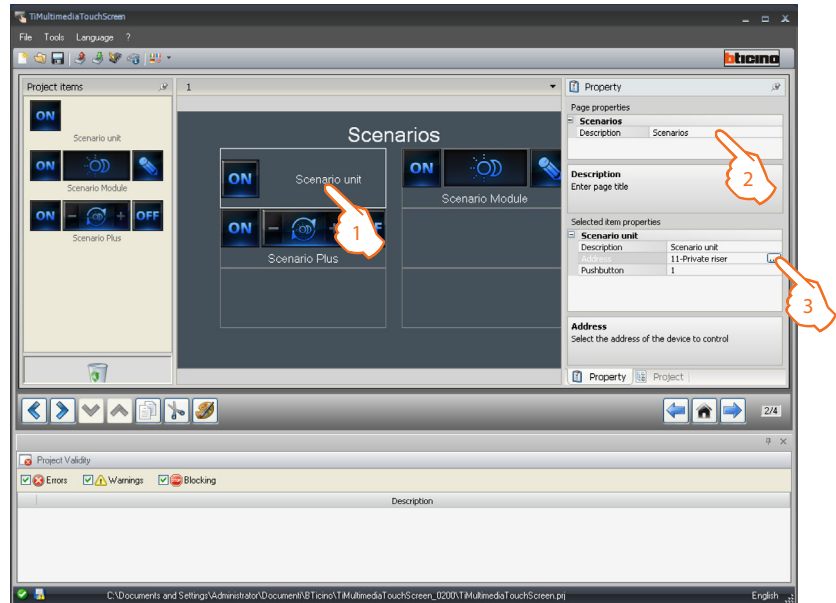 TiMultimediaTouchScreen
File Tools Language ?
bticino
Project items
ON
Scenario unit
ON
Scenario Module
ON OFF
Scenario Plus
1
Scenarios
ON Scenario unit
ON
Scenario Module
ON
Scenario Plus
1
Property
Page properties
Scenarios
Description Scenarios
Description
Enter page title
2
Selected item properties
Scenario unit
Description Scenario unit
Address 11-Private riser ...
Pushbutton 1
3
Address
Select the address of the device to control
Property Project
2/4
Project Validity
Errors Warnings Blocking
Description
C:\Documents and Settings\Administrator\Documenti\BTicino\TiMultimediaTouchScreen_0200\TiMultimediaTouchScreen.prj
English